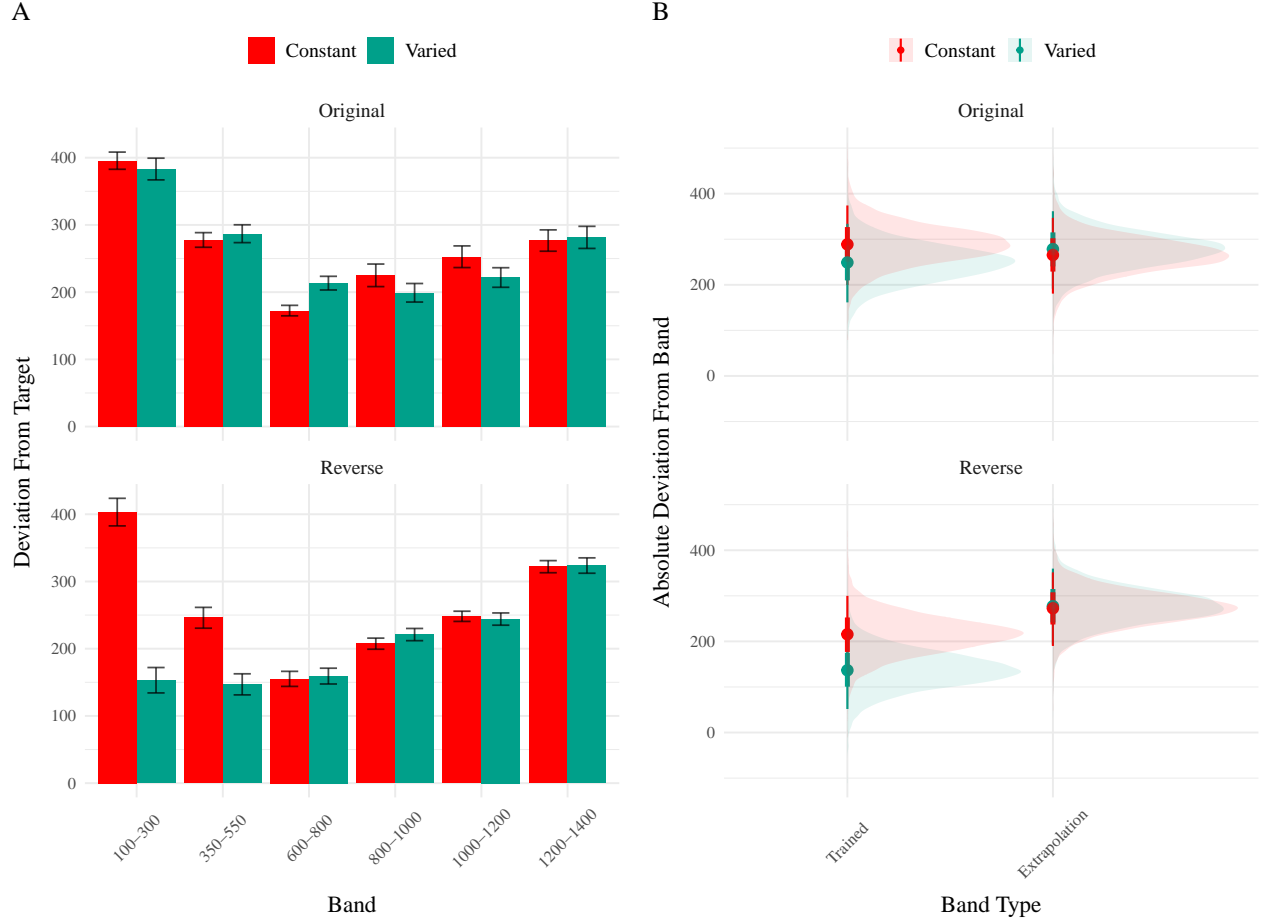 A
Constant
Varied
Original
400
300
200
100
0
Reverse
400
300
200
100
0
Deviation From Target
100–300
350–550
600–800
800–1000
1000–1200
1200–1400
Band
B
Constant
Varied
Original
400
200
0
Reverse
400
200
0
Absolute Deviation From Band
Trained
Extrapolation
Band Type